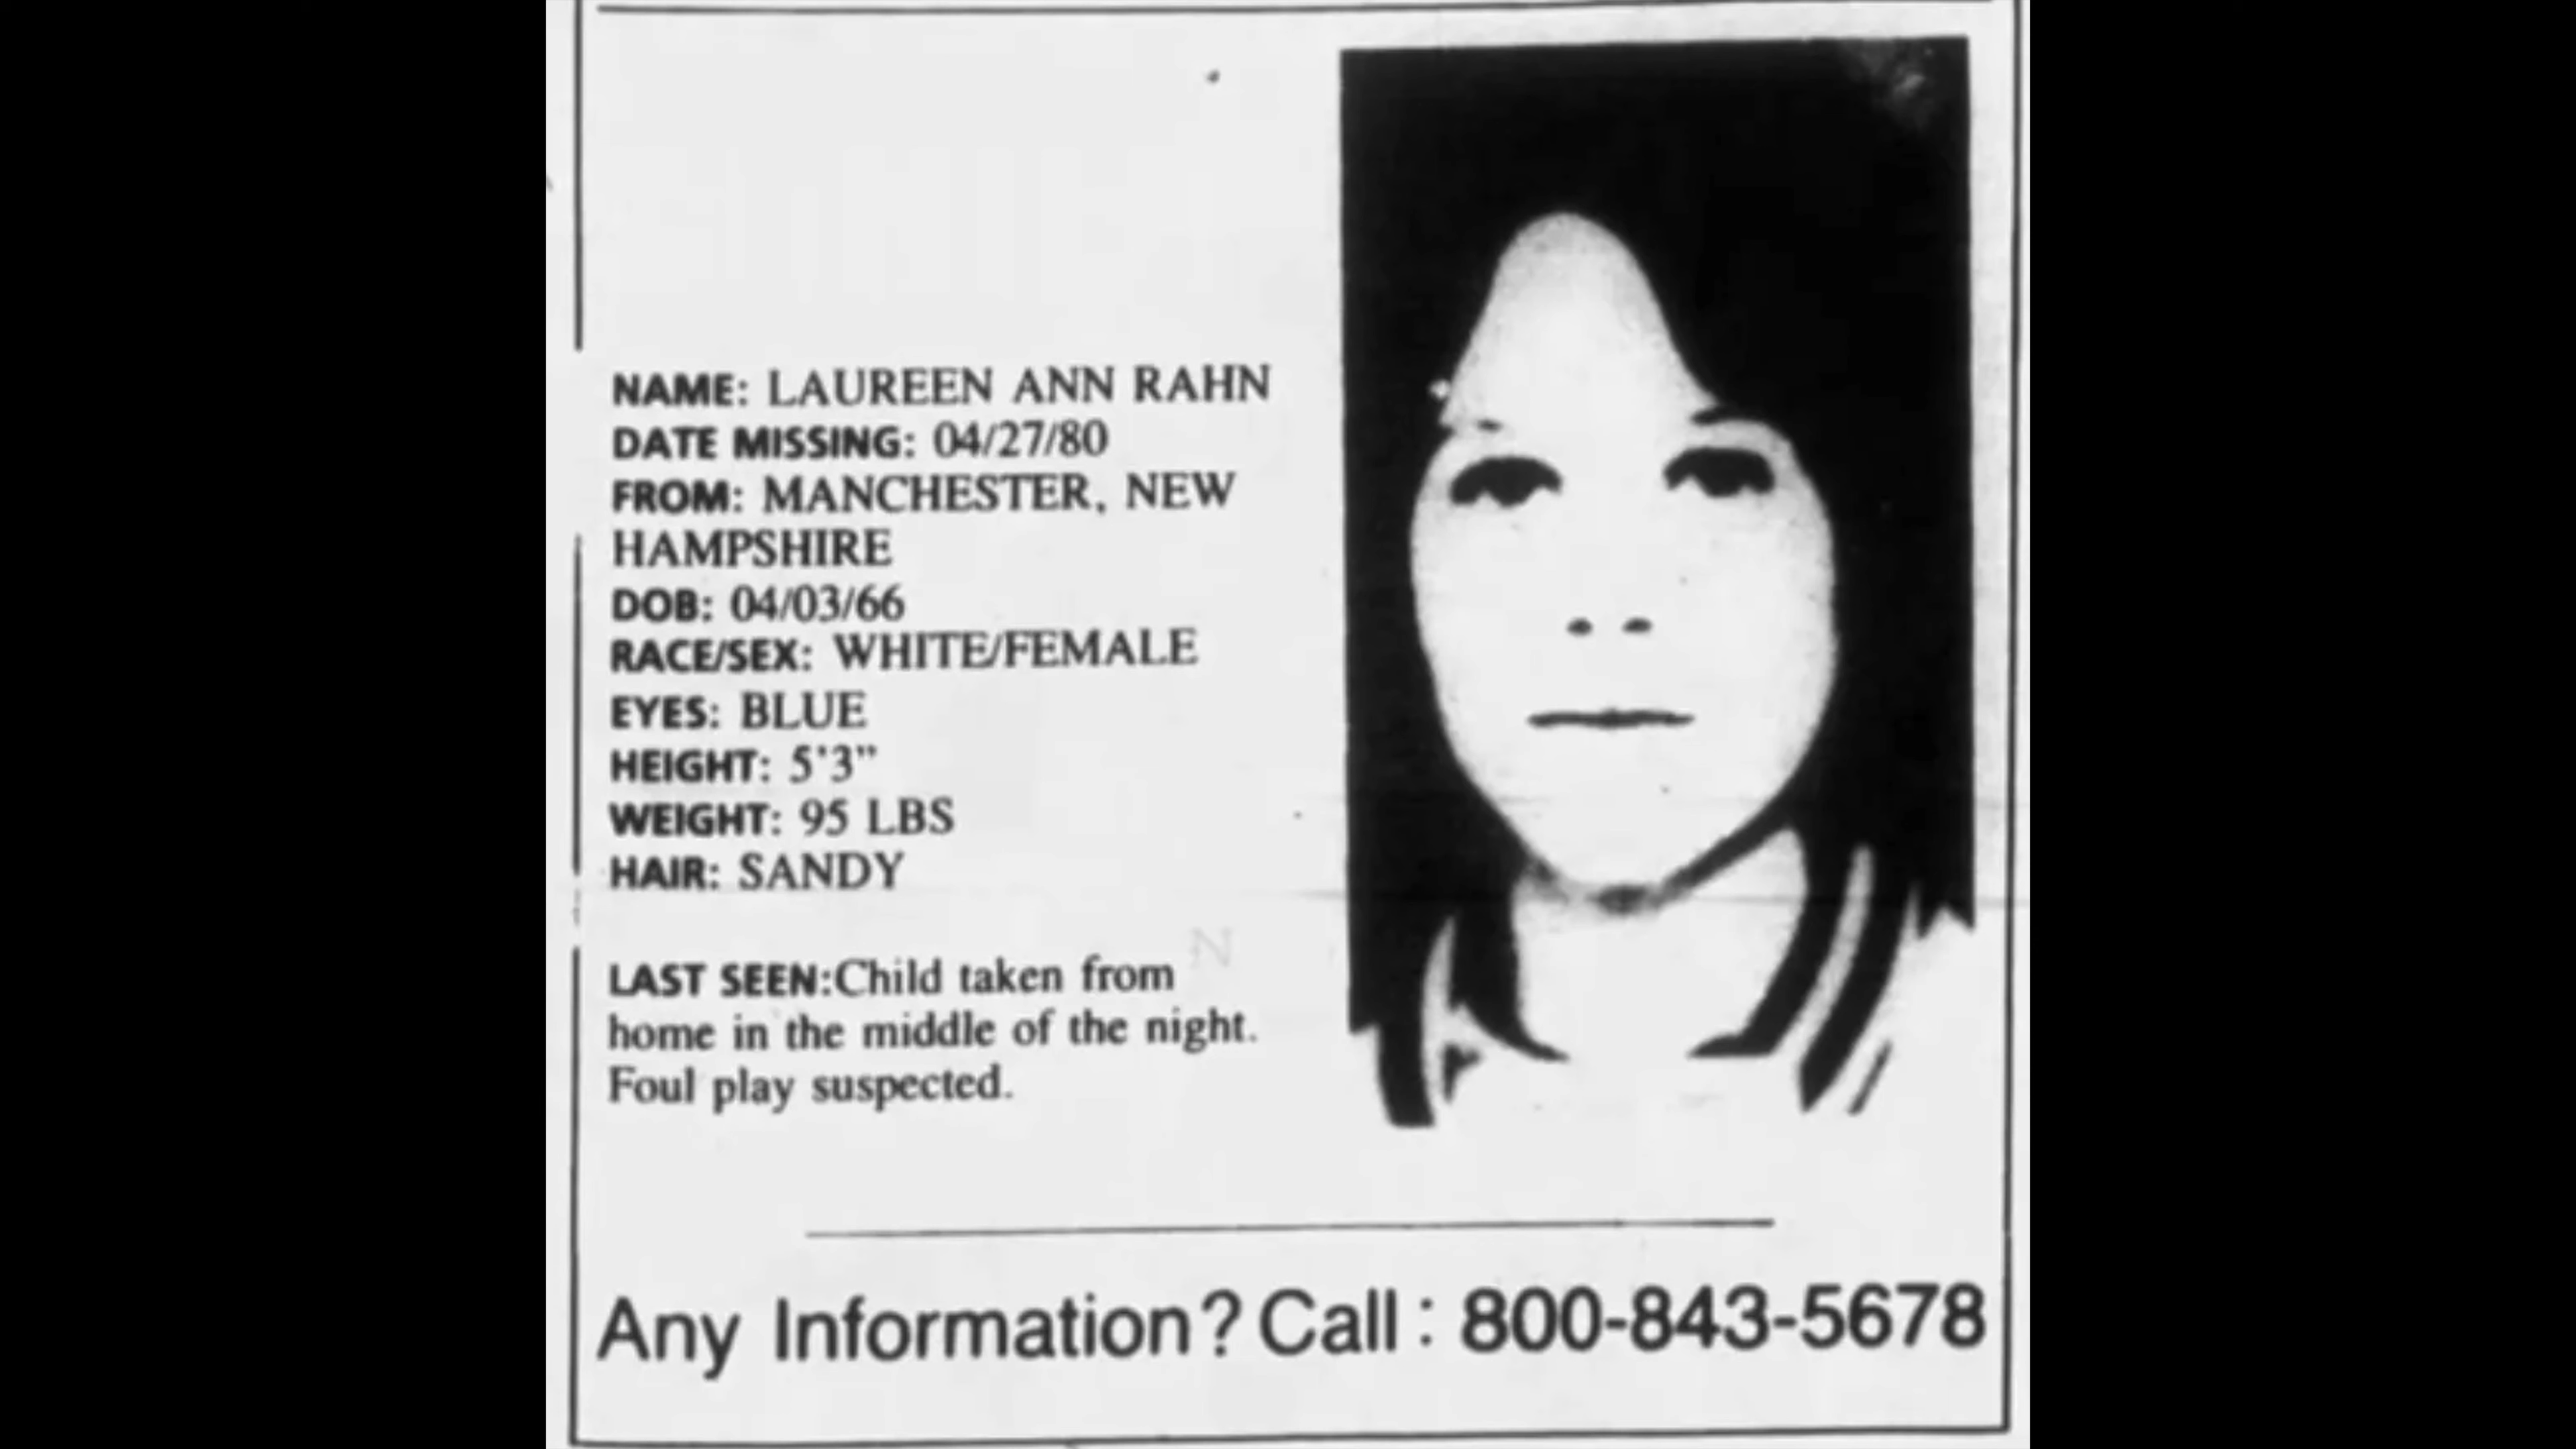 NAME: LAUREEN ANN RAHN
DATE MISSING: 04/27/80
FROM: MANCHESTER, NEW
HAMPSHIRE
DOB: 04/03/66
RACE/SEX: WHITE/FEMALE
EYES: BLUE
HEIGHT: 5'3"
WEIGHT: 95 LBS
HAIR: SANDY
LAST SEEN:Child taken from
home in the middle of the night.
Foul play suspected.
Any Information? Call: 800-843-5678